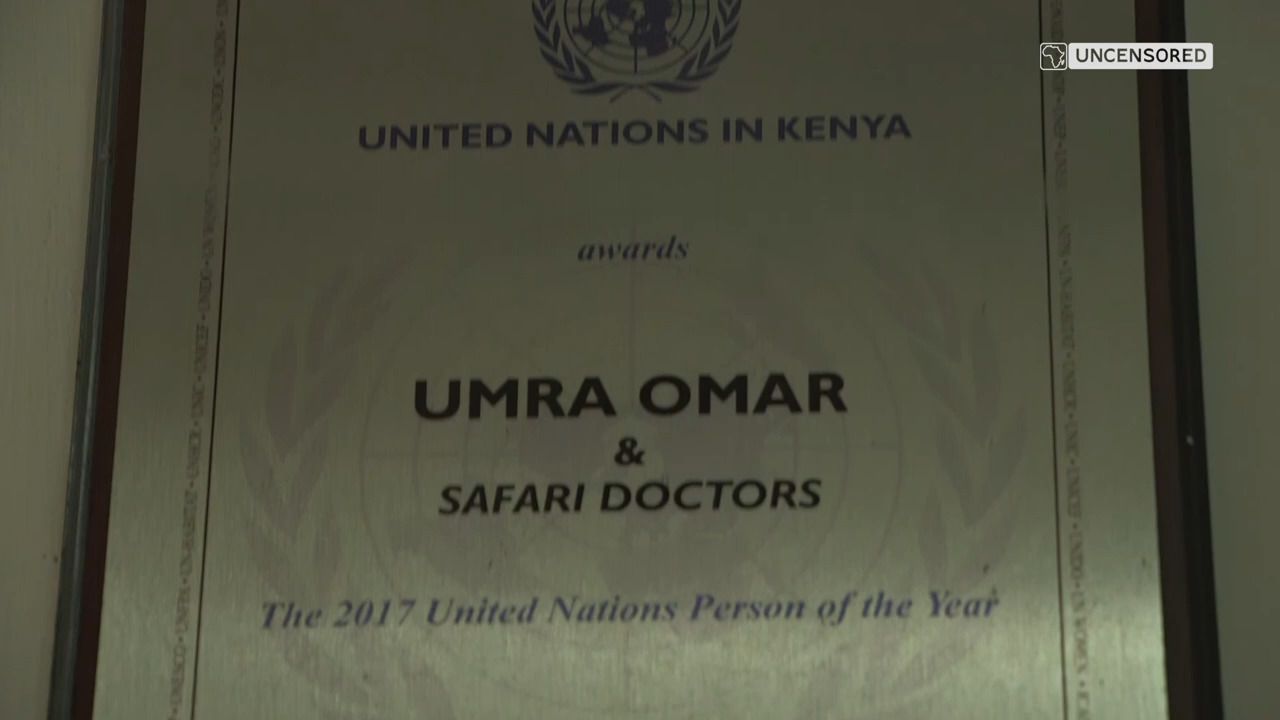 UNCENSORED
UNITED NATIONS IN KENYA
awards
UMRA OMAR
&
SAFARI DOCTORS
The 2017 United Nations Person of the Year